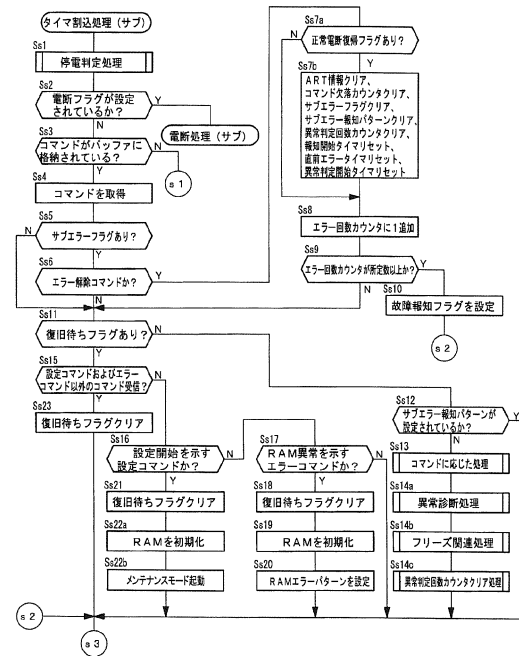 タイマ割込処理（サブ）
Ss1
停電判定処理
Ss2
電断フラグが設定
されているか？
Y
N
電断処理（サブ）
Ss3
コマンドがバッファに
格納されている？
N
Y
s1
Ss4
コマンドを取得
Ss5
N
サブエラーフラグあり？
Y
Ss6
エラー解除コマンドか？
Y
N
Ss7a
N
正常電断復帰フラグあり？
Y
Ss7b
ART情報クリア、
コマンド欠落カウンタクリア、
サブエラーフラグクリア、
サブエラー報知パターンクリア、
異常判定回数カウンタクリア、
報知開始タイマリセット、
直前エラータイマリセット、
異常判定開始タイマリセット
Ss8
エラー回数カウンタに1追加
Ss9
エラー回数カウンタが所定数以上か？
Y
N
Ss10
故障報知フラグを設定
s2
Ss11
復旧待ちフラグあり？
N
Y
Ss15
設定コマンドおよびエラー
コマンド以外のコマンド受信？
N
Y
Ss23
復旧待ちフラグクリア
Ss16
設定開始を示す
設定コマンドか？
N
Y
Ss21
復旧待ちフラグクリア
Ss22a
RAMを初期化
Ss22b
メンテナンスモード起動
Ss17
RAM異常を示す
エラーコマンドか？
N
Y
Ss18
復旧待ちフラグクリア
Ss19
RAMを初期化
Ss20
RAMエラーパターンを設定
Ss12
サブエラー報知パターンが
設定されているか？
Y
N
Ss13
コマンドに応じた処理
Ss14a
異常診断処理
Ss14b
フリーズ関連処理
Ss14c
異常判定回数カウンタクリア処理
s2
s3